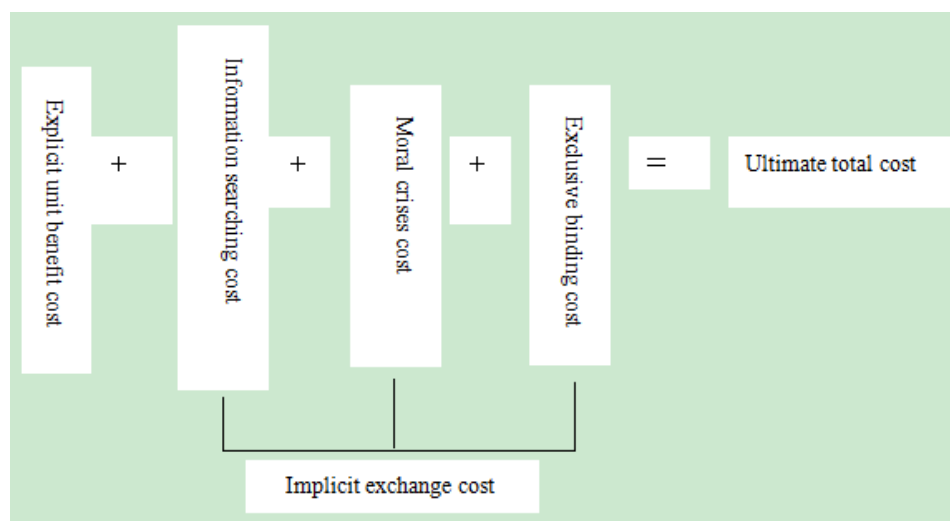 Explicit unit benefit cost
+
Information searching cost
+
Moral crises cost
+
Exclusive binding cost
=
Ultimate total cost
Implicit exchange cost